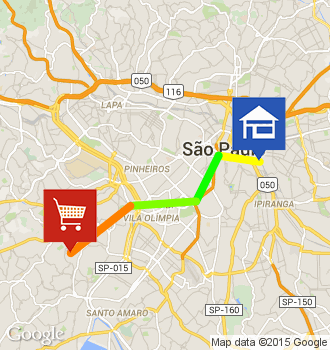 050
116
LAPA
São Paul
PINHEIROS
050
IPIRANGA
VILA OLÍMPIA
SP-015
SANTO AMARO
SP-160
SP-150
Google
Map data ©2015 Google